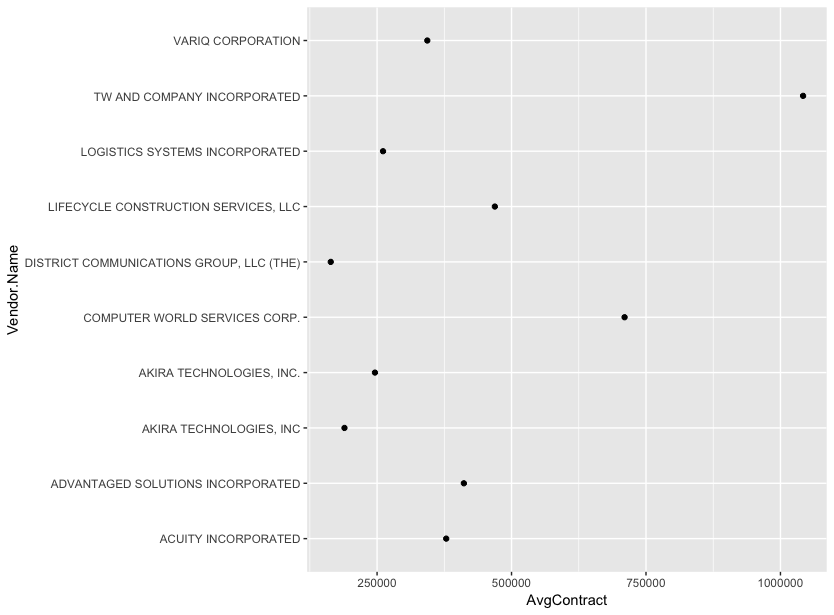 VARIQ CORPORATION
TW AND COMPANY INCORPORATED
LOGISTICS SYSTEMS INCORPORATED
LIFECYCLE CONSTRUCTION SERVICES, LLC
DISTRICT COMMUNICATIONS GROUP, LLC (THE)
COMPUTER WORLD SERVICES CORP.
AKIRA TECHNOLOGIES, INC.
AKIRA TECHNOLOGIES, INC
ADVANTAGED SOLUTIONS INCORPORATED
ACUITY INCORPORATED
Vendor.Name
250000 500000 750000 1000000
AvgContract